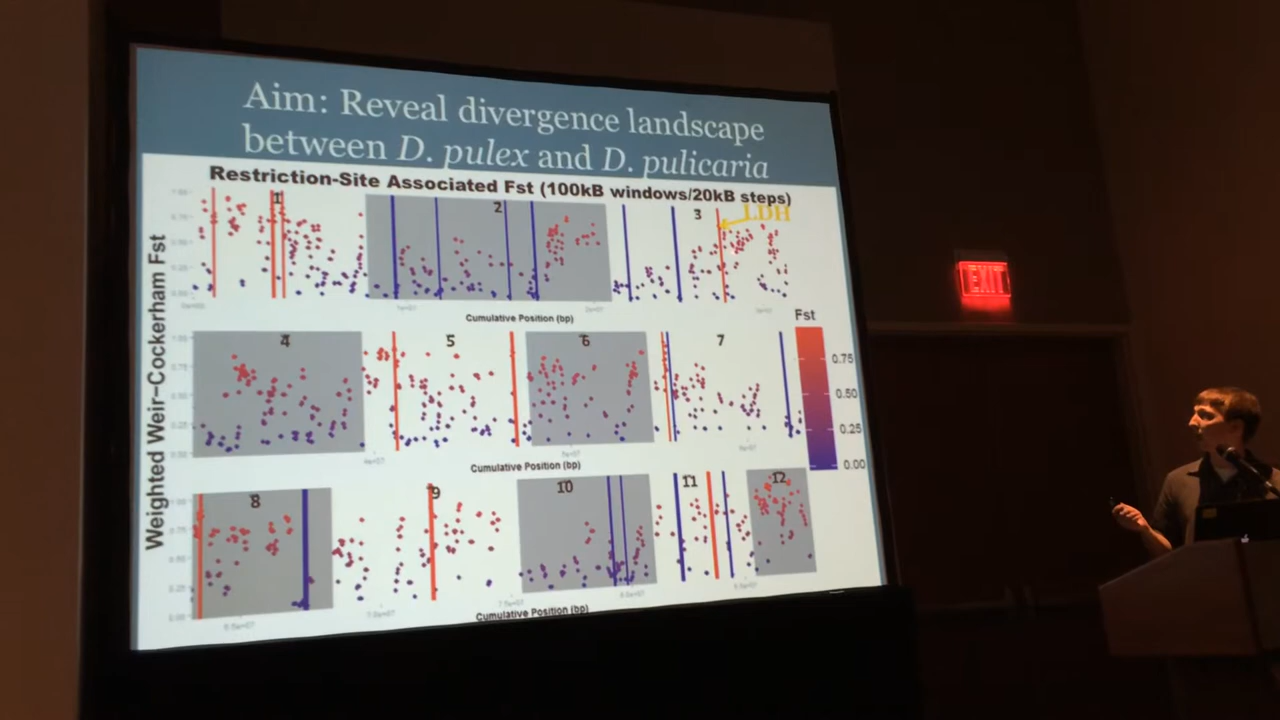 Aim: Reveal divergence landscape
between D. pulex and D. pulicaria
Restriction-Site Associated Fst (100kB windows/20kB steps)
Weighted Weir-Cockerham Fst
1
2
3
LDH
Cumulative Position (bp)
4
5
6
7
Fst
0.75
0.50
0.25
0.00
Cumulative Position (bp)
8
9
10
11
12
Cumulative Position (bp)
EXIT